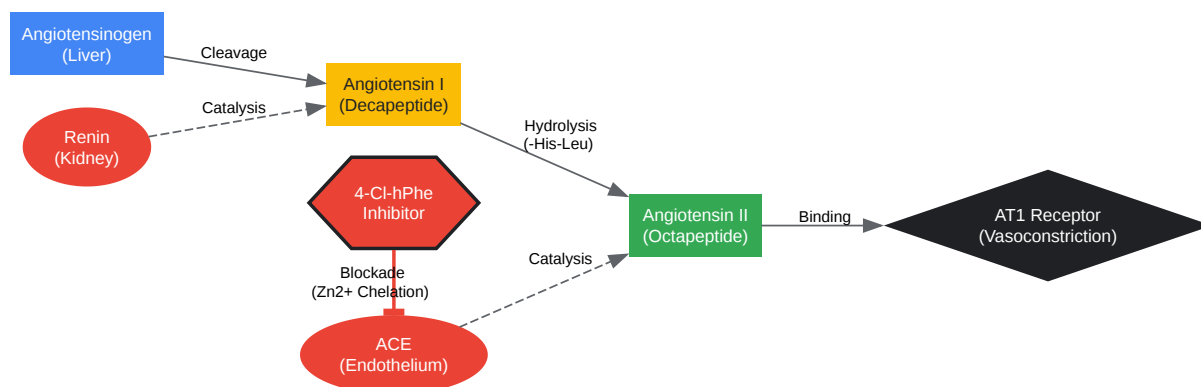 Angiotensinogen
(Liver)
Cleavage
Renin
(Kidney)
Catalysis
Angiotensin I
(Decapeptide)
Hydrolysis
(-His-Leu)
4-Cl-hPhe
Inhibitor
Blockade
(Zn2+ Chelation)
ACE
(Endothelium)
Catalysis
Angiotensin II
(Octapeptide)
Binding
AT1 Receptor
(Vasoconstriction)